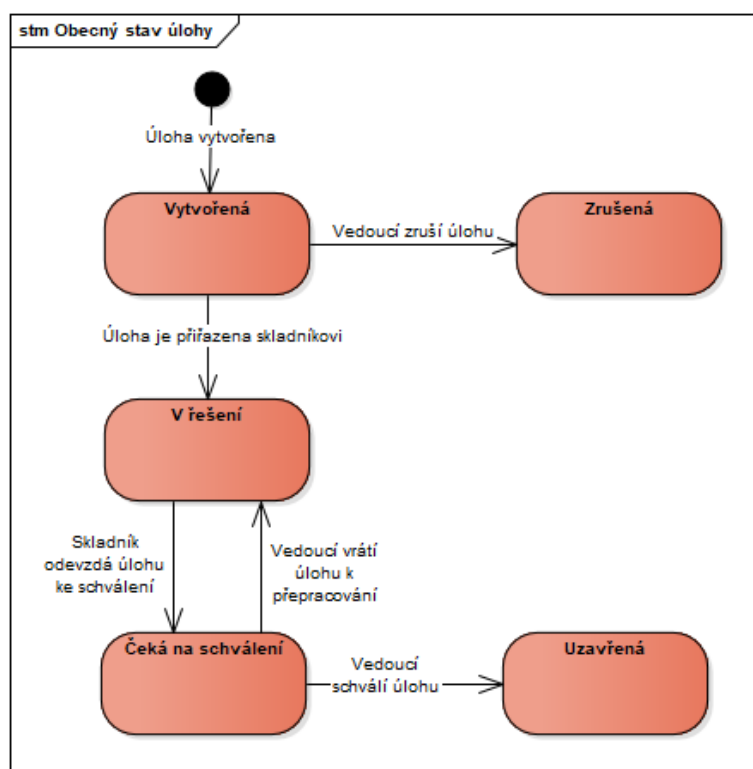 stm Obecný stav úlohy
Úloha vytvořena
Vytvořená
Vedoucí zruší úlohu
Zrušená
Úloha je přiřazena skladníkovi
V řešení
Skladník
odevzdá úlohu
ke schválení
Vedoucí vrátí
úlohu k
přepracování
Čeká na schválení
Vedoucí
schválí úlohu
Uzavřená